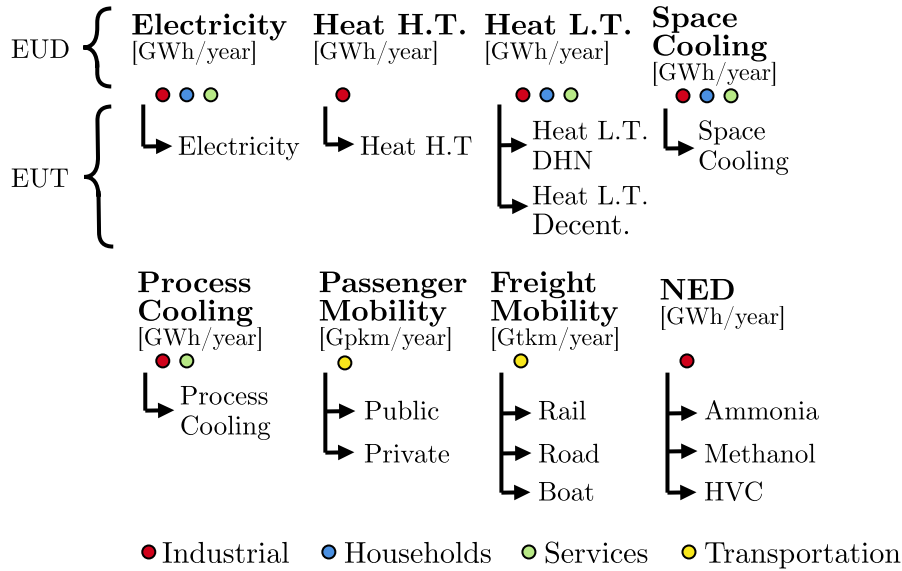 EUD
Electricity
[GWh/year]
Heat H.T.
[GWh/year]
Heat L.T.
[GWh/year]
Space
Cooling
[GWh/year]
EUT
Electricity
Heat H.T
Heat L.T.
DHN
Heat L.T.
Decent.
Space
Cooling
Process
Cooling
[GWh/year]
Passenger
Mobility
[Gpkm/year]
Freight
Mobility
[Gtkm/year]
NED
[GWh/year]
Process
Cooling
Public
Private
Rail
Road
Boat
Ammonia
Methanol
HVC
Industrial
Households
Services
Transportation